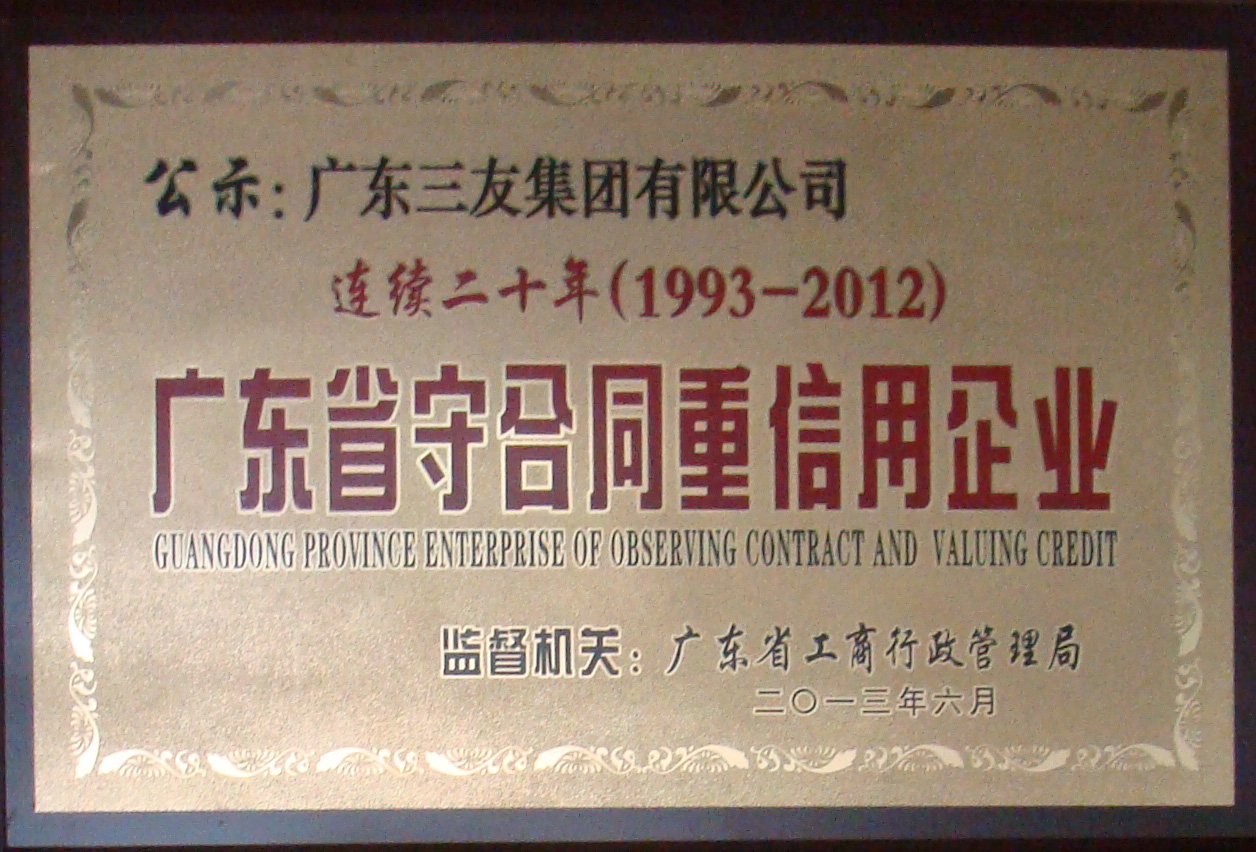 公示：广东三友集团有限公司
连续二十年(1993-2012)
广东省守合同重信用企业
GUANGDONG PROVINCE ENTERPRISE OF OBSERVING CONTRACT AND VALUING CREDIT
监督机关：广东省工商行政管理局
二〇一三年六月